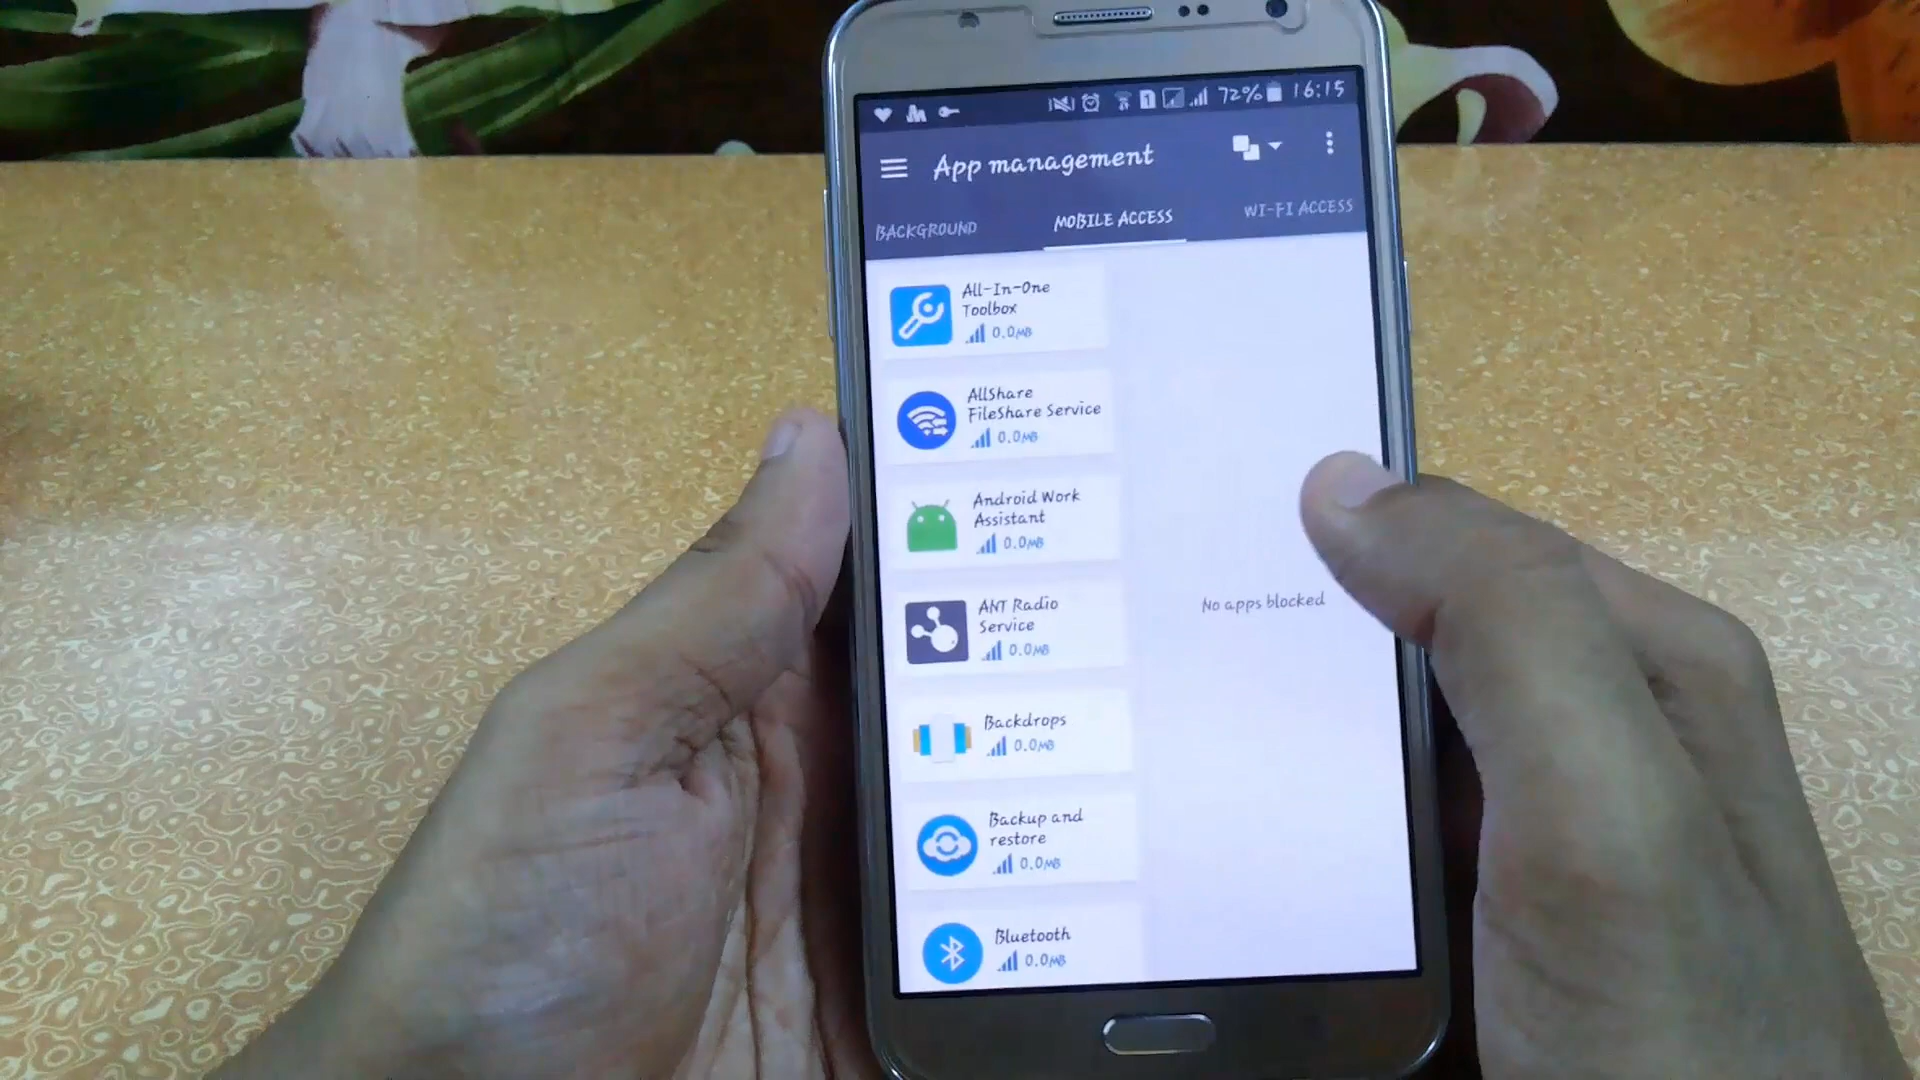 1 72% 16:15
App management
BACKGROUND MOBILE ACCESS WI-FI ACCESS
All-In-One
Toolbox
0.0MB
AllShare
FileShare Service
0.0MB
Android Work
Assistant
0.0MB
ANT Radio
Service
0.0MB
No apps blocked
Backdrops
0.0MB
Backup and
restore
0.0MB
Bluetooth
0.0MB